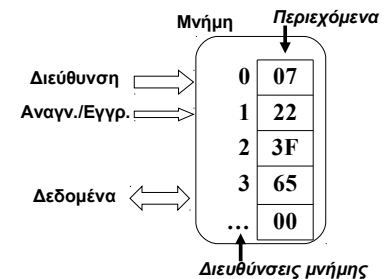 Μνήμη Περιεχόμενα
Διεύθυνση 0 07
Αναγν./Εγγρ. 1 22
2 3F
Δεδομένα 3 65
... 00
Διευθύνσεις μνήμης